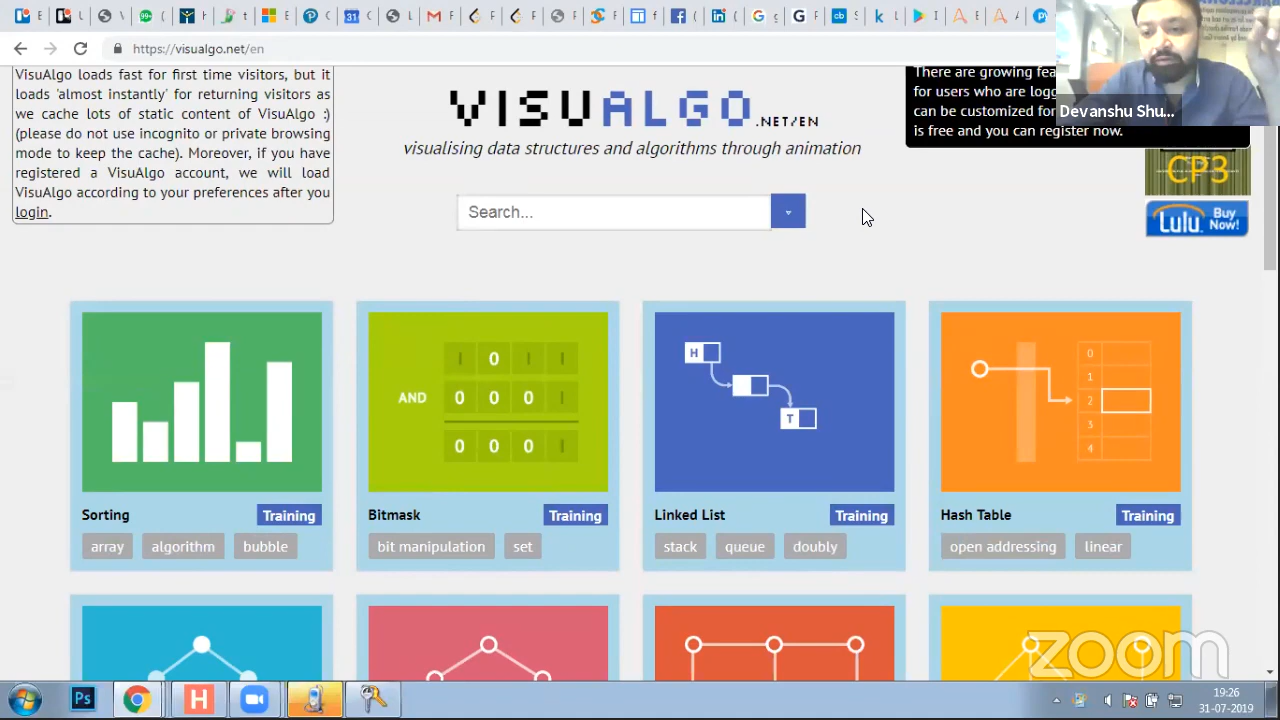 https://visualgo.net/en
VisuAlgo loads fast for first time visitors, but it
loads 'almost instantly' for returning visitors as
we cache lots of static content of VisuAlgo :)
(please do not use incognito or private browsing
mode to keep the cache). Moreover, if you have
registered a VisuAlgo account, we will load
VisuAlgo according to your preferences after you
login.
VISUALGO.NET/EN
visualising data structures and algorithms through animation
Search...
There are growing fea
for users who are logg
can be customized for
is free and you can register now.
Devanshu Shu...
CP3
Lulu Buy
Now!
AND
0
0 0 0
0 0 0
H
T
0
1
2
3
4
Sorting Training
array algorithm bubble
Bitmask Training
bit manipulation set
Linked List Training
stack queue doubly
Hash Table Training
open addressing linear
zoom
Ps
H
19:26
31-07-2019